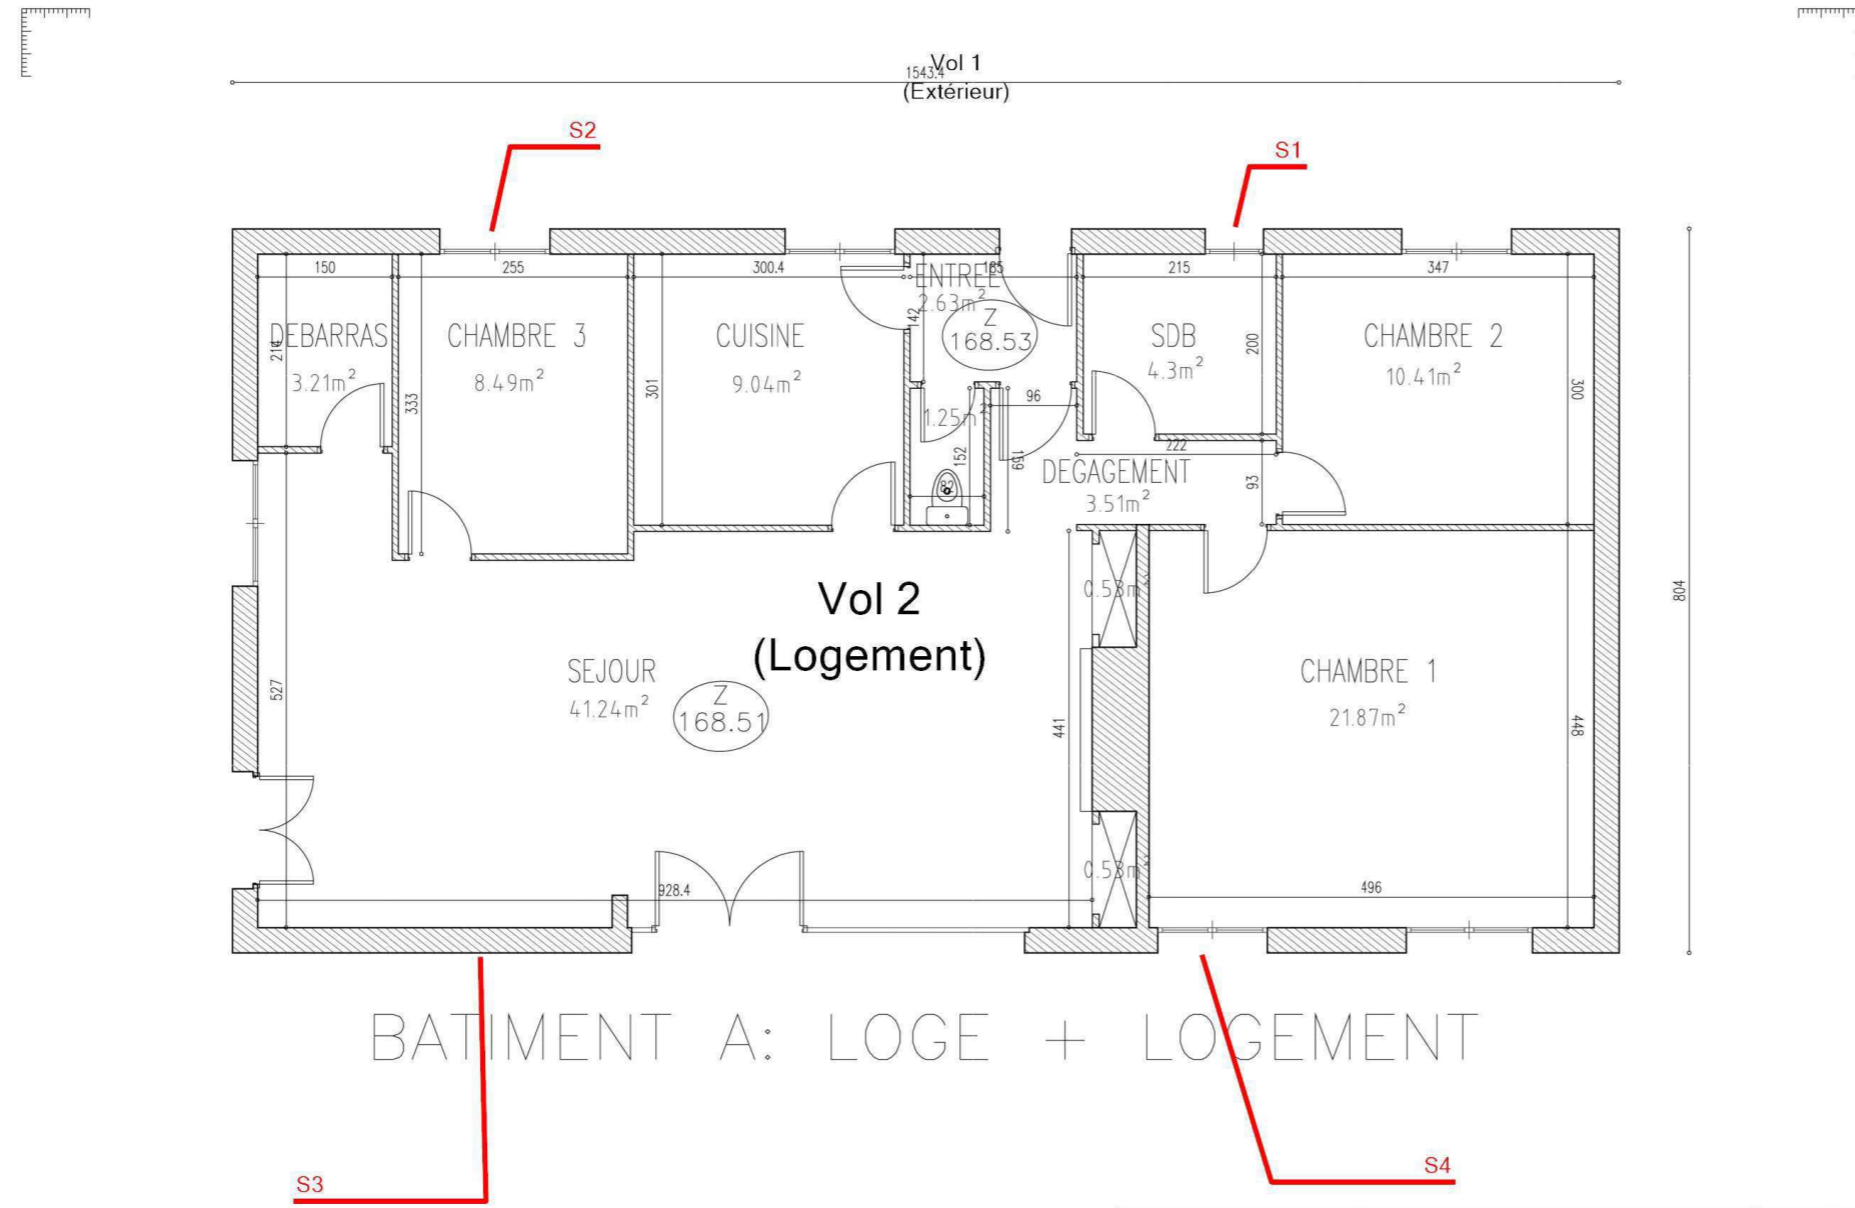 Vol 1
1543.4
(Extérieur)
S2
S1
150
255
300.4
185
215
347
ENTREE
2.63m²
142
Z
168.53
DEBARRAS
3.21m²
214
CHAMBRE 3
8.49m²
333
CUISINE
9.04m²
301
SDB
4.3m²
200
CHAMBRE 2
10.41m²
300
1.25m²
96
152
159
82
222
DEGAGEMENT
3.51m²
93
Vol 2
(Logement)
0.53m²
804
SEJOUR
41.24m²
Z
168.51
527
441
CHAMBRE 1
21.87m²
448
0.53m²
928.4
496
BATIMENT A: LOGE + LOGEMENT
S3
S4